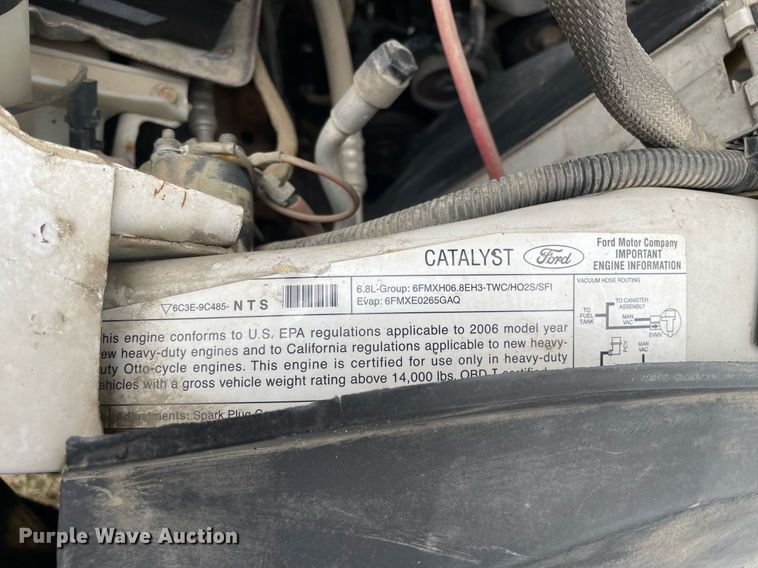 CATALYST Ford
Ford Motor Company
IMPORTANT
ENGINE INFORMATION
6C3E-9C485- NTS
6.8L-Group: 6FMXH06.8EH3-TWC/HO2S/SFI
Evap: 6FMXE0265GAQ
his engine conforms to U.S. EPA regulations applicable to 2006 model year
ew heavy-duty engines and to California regulations applicable to new heavy-
uty Otto-cycle engines. This engine is certified for use only in heavy-duty
ehicles with a gross vehicle weight rating above 14,000 lbs. OBD I certified
Adjustments: Spark Plug
VACUUM HOSE ROUTING
TO CANISTER
ASSEMBLY
TO
FUEL
TANK
MAN
VAC
EVMV
PCV
MAN
VAC
Purple Wave Auction